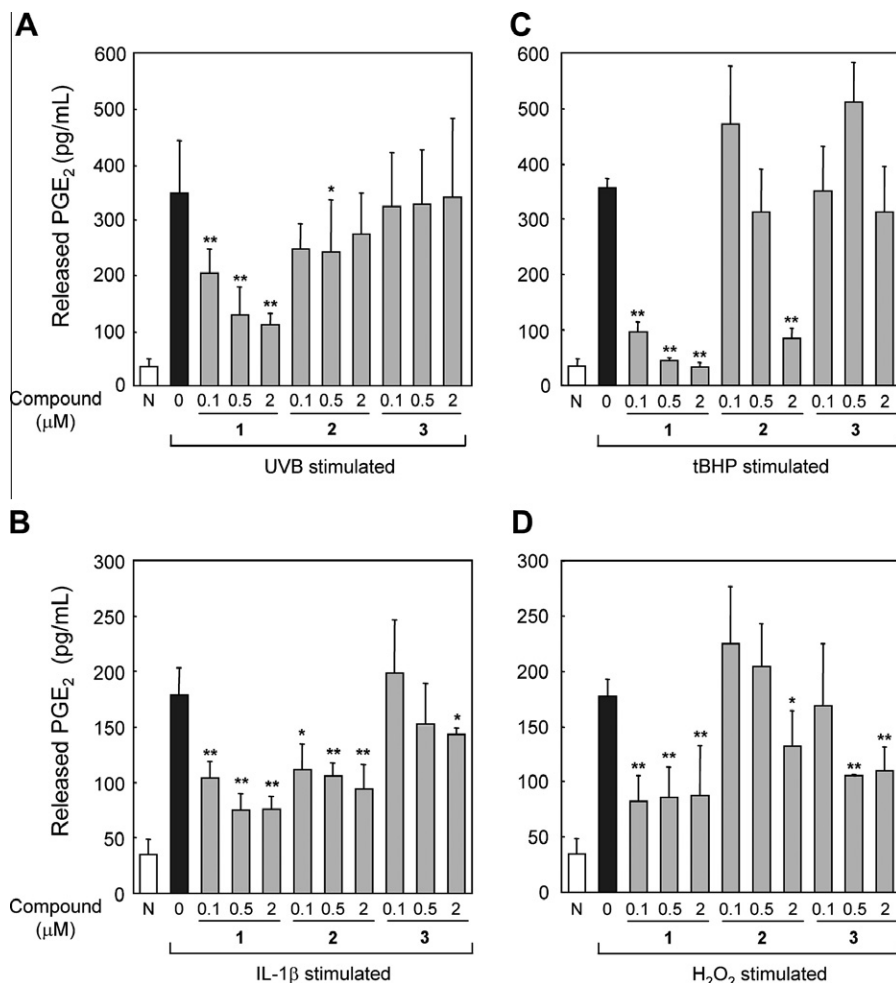 A
Released PGE₂ (pg/mL)
600
500
400
300
200
100
0
**
**
**
*
Compound
(μM)
N 0 0.1 0.5 2 0.1 0.5 2 0.1 0.5 2
1 2 3
UVB stimulated
C
600
500
400
300
200
100
0
**
**
**
**
N 0 0.1 0.5 2 0.1 0.5 2 0.1 0.5 2
1 2 3
tBHP stimulated
B
Released PGE₂ (pg/mL)
300
250
200
150
100
50
0
**
**
**
*
**
**
*
Compound
(μM)
N 0 0.1 0.5 2 0.1 0.5 2 0.1 0.5 2
1 2 3
IL-1β stimulated
D
300
250
200
150
100
50
0
**
**
**
*
**
**
N 0 0.1 0.5 2 0.1 0.5 2 0.1 0.5 2
1 2 3
H₂O₂ stimulated